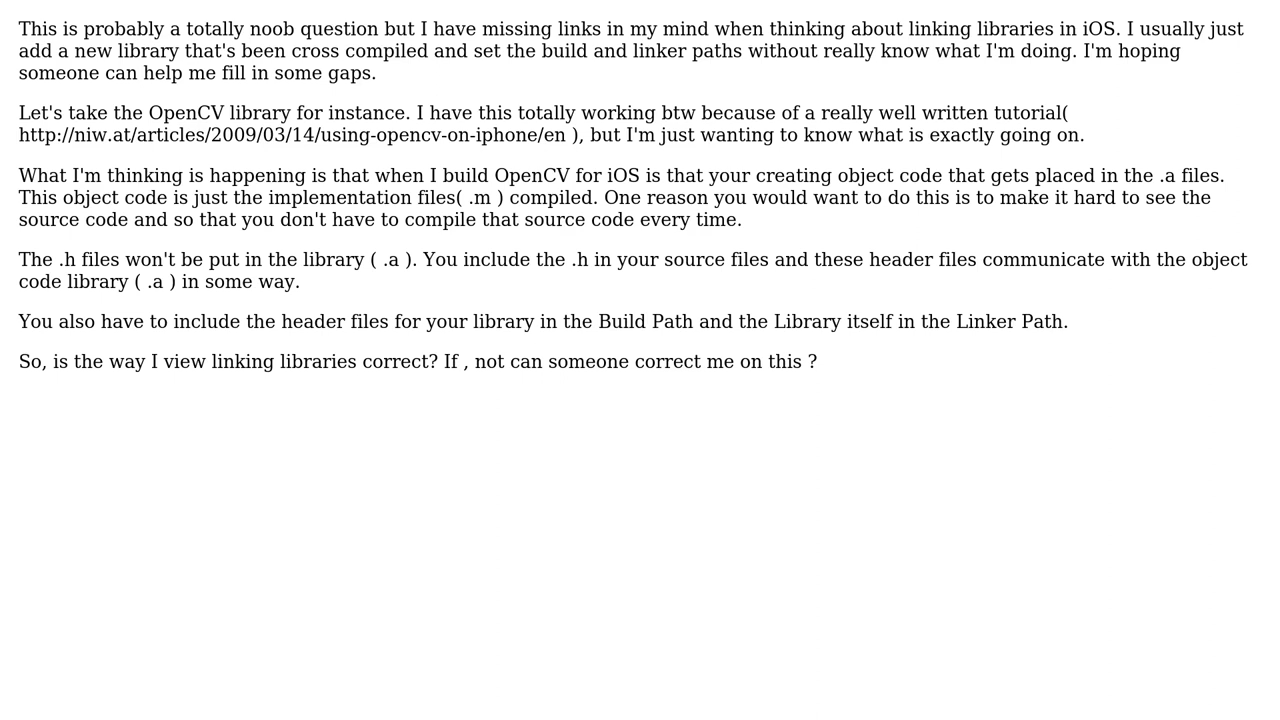 This is probably a totally noob question but I have missing links in my mind when thinking about linking libraries in iOS. I usually just
add a new library that's been cross compiled and set the build and linker paths without really know what I'm doing. I'm hoping
someone can help me fill in some gaps.
Let's take the OpenCV library for instance. I have this totally working btw because of a really well written tutorial(
http://niw.at/articles/2009/03/14/using-opencv-on-iphone/en ), but I'm just wanting to know what is exactly going on.
What I'm thinking is happening is that when I build OpenCV for iOS is that your creating object code that gets placed in the .a files.
This object code is just the implementation files( .m ) compiled. One reason you would want to do this is to make it hard to see the
source code and so that you don't have to compile that source code every time.
The .h files won't be put in the library ( .a ). You include the .h in your source files and these header files communicate with the object
code library ( .a ) in some way.
You also have to include the header files for your library in the Build Path and the Library itself in the Linker Path.
So, is the way I view linking libraries correct? If , not can someone correct me on this ?